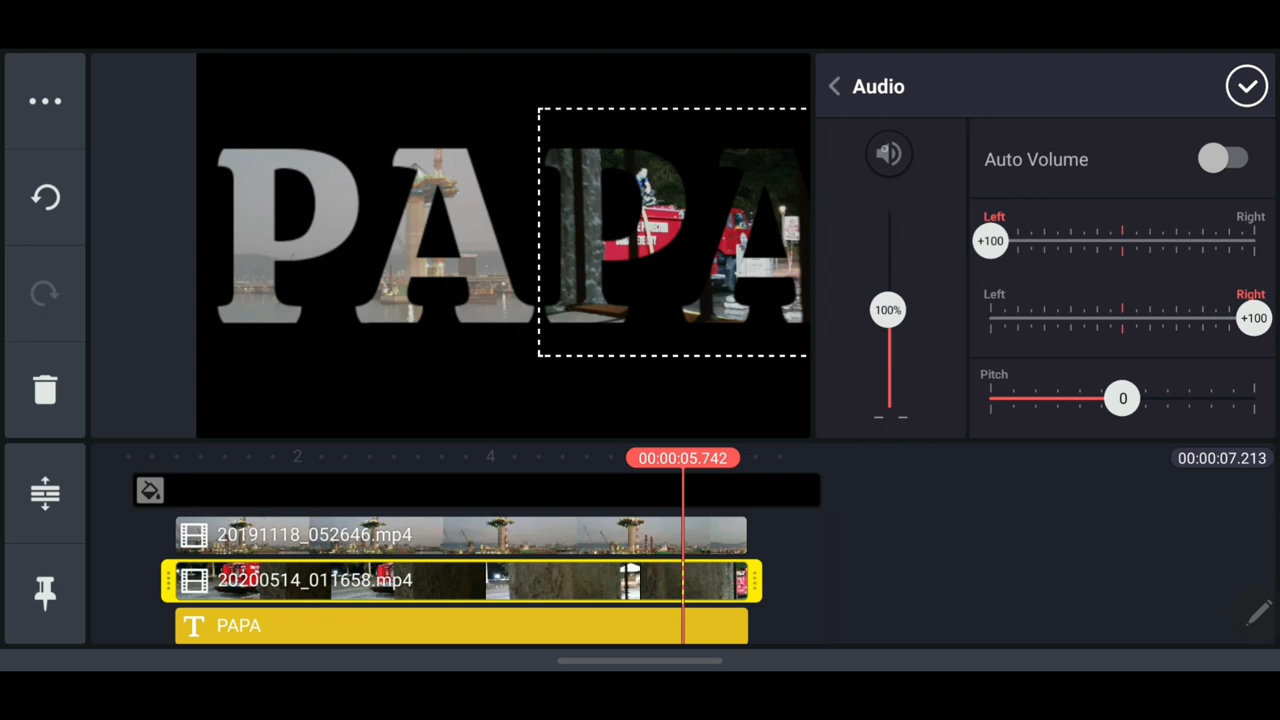 Audio
PAPA
Auto Volume
Left
Right
+100
100%
Left
Right
+100
Pitch
0
2
4
00:00:05.742
00:00:07.213
20191118_052646.mp4
20200514_011658.mp4
T PAPA